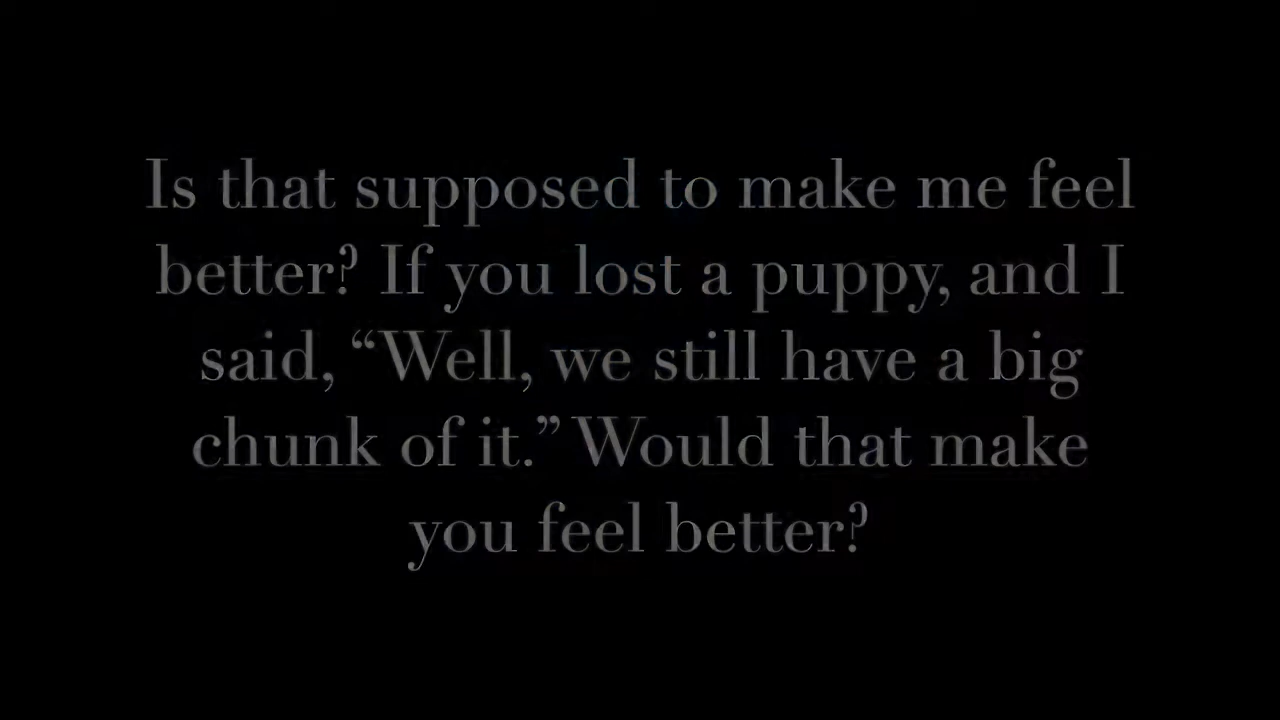 Is that supposed to make me feel
better? If you lost a puppy, and I
said, “Well, we still have a big
chunk of it.” Would that make
you feel better?